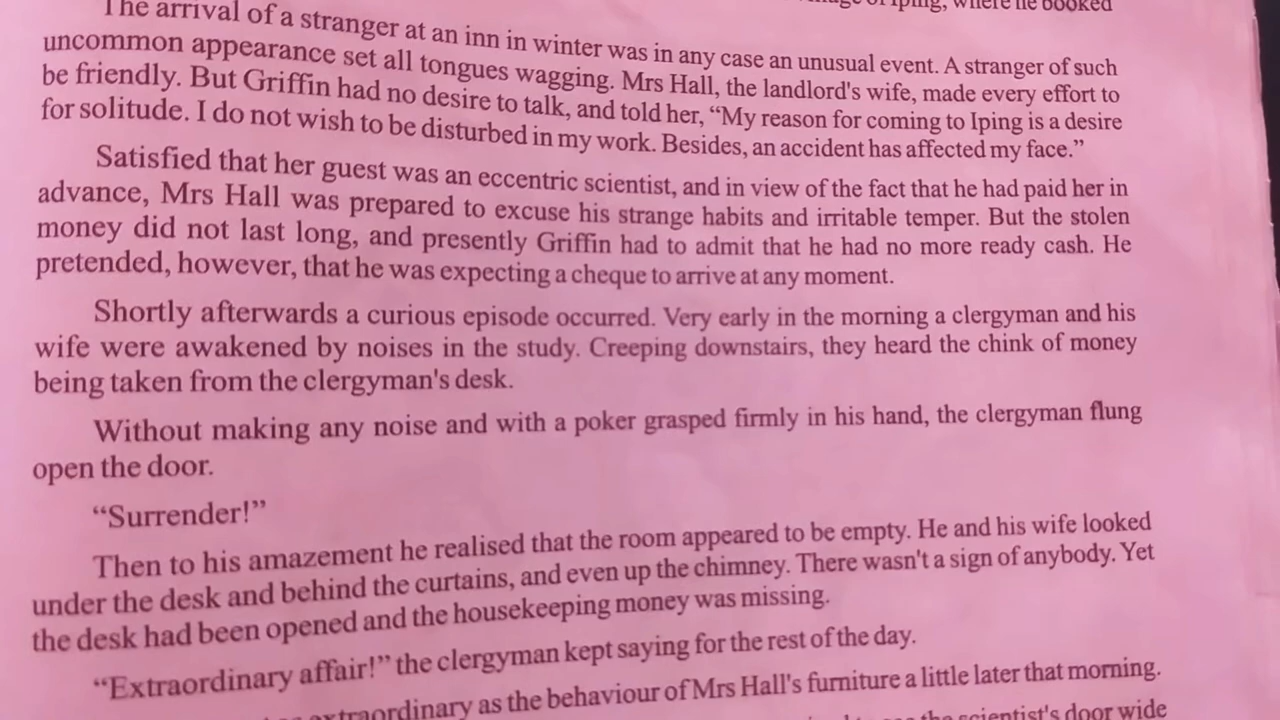 of Iping, where he booked
The arrival of a stranger at an inn in winter was in any case an unusual event. A stranger of such
uncommon appearance set all tongues wagging. Mrs Hall, the landlord's wife, made every effort to
be friendly. But Griffin had no desire to talk, and told her, “My reason for coming to Iping is a desire
for solitude. I do not wish to be disturbed in my work. Besides, an accident has affected my face.”
Satisfied that her guest was an eccentric scientist, and in view of the fact that he had paid her in
advance, Mrs Hall was prepared to excuse his strange habits and irritable temper. But the stolen
money did not last long, and presently Griffin had to admit that he had no more ready cash. He
pretended, however, that he was expecting a cheque to arrive at any moment.
Shortly afterwards a curious episode occurred. Very early in the morning a clergyman and his
wife were awakened by noises in the study. Creeping downstairs, they heard the chink of money
being taken from the clergyman's desk.
Without making any noise and with a poker grasped firmly in his hand, the clergyman flung
open the door.
“Surrender!”
Then to his amazement he realised that the room appeared to be empty. He and his wife looked
under the desk and behind the curtains, and even up the chimney. There wasn't a sign of anybody. Yet
the desk had been opened and the housekeeping money was missing.
“Extraordinary affair!” the clergyman kept saying for the rest of the day.
extraordinary as the behaviour of Mrs Hall's furniture a little later that morning.
the scientist's door wide